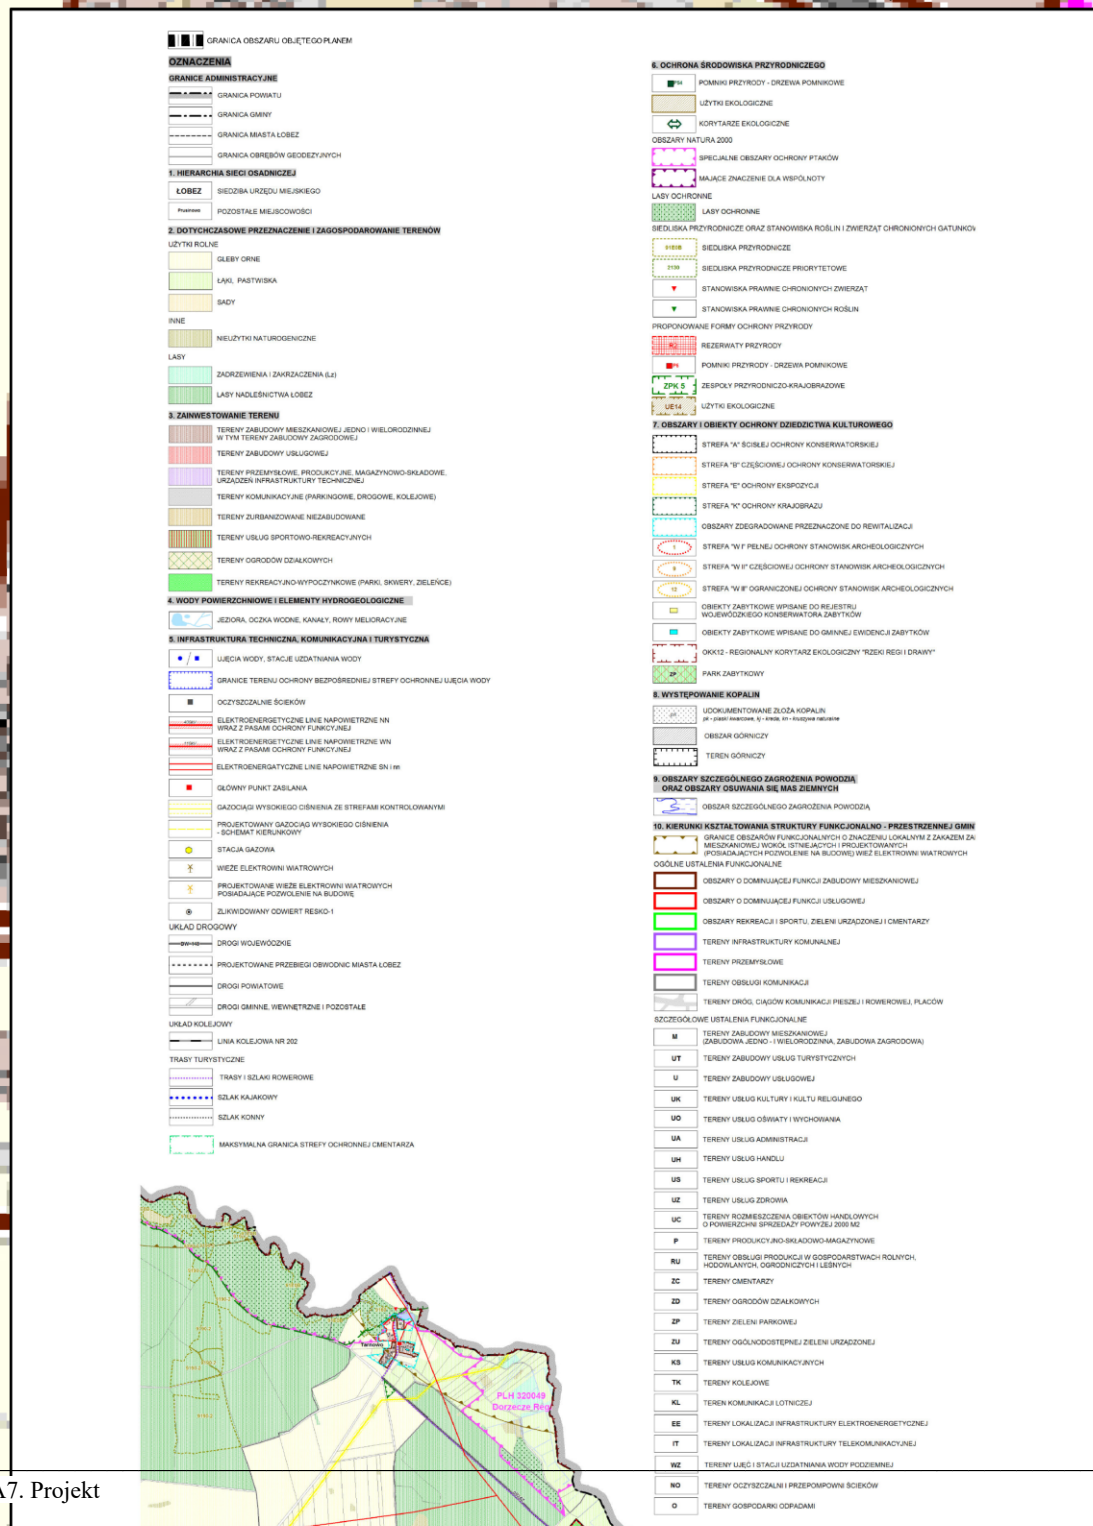 GRANICA OBSZARU OBJĘTEGO PLANEM
OZNACZENIA
GRANICE ADMINISTRACYJNE
GRANICA POWIATU
GRANICA GMINY
GRANICA MIASTA ŁOBEZ
GRANICA OBRĘBÓW GEODEZYJNYCH
1. HIERARCHIA SIECI OSADNICZEJ
ŁOBEZ SIEDZIBA URZĘDU MIEJSKIEGO
Prusinowo POZOSTAŁE MIEJSCOWOŚCI
2. DOTYCHCZASOWE PRZEZNACZENIE I ZAGOSPODAROWANIE TERENÓW
UŻYTKI ROLNE
GLEBY ORNE
ŁĄKI, PASTWISKA
SADY
INNE
NIEUŻYTKI NATUROGENICZNE
LASY
ZADRZEWIENIA I ZAKRZACZENIA (Lz)
LASY NADLEŚNICTWA ŁOBEZ
3. ZAINWESTOWANIE TERENU
TERENY ZABUDOWY MIESZKANIOWEJ JEDNO I WIELORODZINNEJ
W TYM TERENY ZABUDOWY ZAGRODOWEJ
TERENY ZABUDOWY USŁUGOWEJ
TERENY PRZEMYSŁOWE, PRODUKCYJNE, MAGAZYNOWO-SKŁADOWE,
URZĄDZEŃ INFRASTRUKTURY TECHNICZNEJ
TERENY KOMUNIKACYJNE (PARKINGOWE, DROGOWE, KOLEJOWE)
TERENY ZURBANIZOWANE NIEZABUDOWANE
TERENY USŁUG SPORTOWO-REKREACYJNYCH
TERENY OGRODÓW DZIAŁKOWYCH
TERENY REKREACYJNO-WYPOCZYNKOWE (PARKI, SKWERY, ZIELEŃCE)
4. WODY POWIERZCHNIOWE I ELEMENTY HYDROGEOLOGICZNE
JEZIORA, OCZKA WODNE, KANAŁY, ROWY MELIORACYJNE
5. INFRASTRUKTURA TECHNICZNA, KOMUNIKACYJNA I TURYSTYCZNA
UJĘCIA WODY, STACJE UZDATNIANIA WODY
GRANICE TERENU OCHRONY BEZPOŚREDNIEJ STREFY OCHRONNEJ UJĘCIA WODY
OCZYSZCZALNIE ŚCIEKÓW
ELEKTROENERGETYCZNE LINIE NAPOWIETRZNE NN
WRAZ Z PASAMI OCHRONY FUNKCYJNEJ
ELEKTROENERGETYCZNE LINIE NAPOWIETRZNE WN
WRAZ Z PASAMI OCHRONY FUNKCYJNEJ
ELEKTROENERGATYCZNE LINIE NAPOWIETRZNE SN i nn
GŁÓWNY PUNKT ZASILANIA
GAZOCIĄGI WYSOKIEGO CIŚNIENIA ZE STREFAMI KONTROLOWANYMI
PROJEKTOWANY GAZOCIĄG WYSOKIEGO CIŚNIENIA
- SCHEMAT KIERUNKOWY
STACJA GAZOWA
WIEŻE ELEKTROWNI WIATROWYCH
PROJEKTOWANE WIEŻE ELEKTROWNI WIATROWYCH
POSIADAJĄCE POZWOLENIE NA BUDOWĘ
ZLIKWIDOWANY ODWIERT RESKO-1
UKŁAD DROGOWY
DROGI WOJEWÓDZKIE
PROJEKTOWANE PRZEBIEGI OBWODNIC MIASTA ŁOBEZ
DROGI POWIATOWE
DROGI GMINNE, WEWNĘTRZNE I POZOSTAŁE
UKŁAD KOLEJOWY
LINIA KOLEJOWA NR 202
TRASY TURYSTYCZNE
TRASY I SZLAKI ROWEROWE
SZLAK KAJAKOWY
SZLAK KONNY
MAKSYMALNA GRANICA STREFY OCHRONNEJ CMENTARZA
6. OCHRONA ŚRODOWISKA PRZYRODNICZEGO
POMNIKI PRZYRODY - DRZEWA POMNIKOWE
UŻYTKI EKOLOGICZNE
KORYTARZE EKOLOGICZNE
OBSZARY NATURA 2000
SPECJALNE OBSZARY OCHRONY PTAKÓW
MAJĄCE ZNACZENIE DLA WSPÓLNOTY
LASY OCHRONNE
LASY OCHRONNE
SIEDLISKA PRZYRODNICZE ORAZ STANOWISKA ROŚLIN I ZWIERZĄT CHRONIONYCH GATUNKÓW
SIEDLISKA PRZYRODNICZE
SIEDLISKA PRZYRODNICZE PRIORYTETOWE
STANOWISKA PRAWNIE CHRONIONYCH ZWIERZĄT
STANOWISKA PRAWNIE CHRONIONYCH ROŚLIN
PROPONOWANE FORMY OCHRONY PRZYRODY
REZERWATY PRZYRODY
POMNIKI PRZYRODY - DRZEWA POMNIKOWE
ZPK 5 ZESPOŁY PRZYRODNICZO-KRAJOBRAZOWE
UE14 UŻYTKI EKOLOGICZNE
7. OBSZARY I OBIEKTY OCHRONY DZIEDZICTWA KULTUROWEGO
STREFA "A" ŚCISŁEJ OCHRONY KONSERWATORSKIEJ
STREFA "B" CZĘŚCIOWEJ OCHRONY KONSERWATORSKIEJ
STREFA "E" OCHRONY EKSPOZYCJI
STREFA "K" OCHRONY KRAJOBRAZU
OBSZARY ZDEGRADOWANE PRZEZNACZONE DO REWITALIZACJI
STREFA "W I" PEŁNEJ OCHRONY STANOWISK ARCHEOLOGICZNYCH
STREFA "W II" CZĘŚCIOWEJ OCHRONY STANOWISK ARCHEOLOGICZNYCH
STREFA "W III" OGRANICZONEJ OCHRONY STANOWISK ARCHEOLOGICZNYCH
OBIEKTY ZABYTKOWE WPISANE DO REJESTRU
WOJEWÓDZKIEGO KONSERWATORA ZABYTKÓW
OBIEKTY ZABYTKOWE WPISANE DO GMINNEJ EWIDENCJI ZABYTKÓW
OKK12 - REGIONALNY KORYTARZ EKOLOGICZNY "RZEKI REGI I DRAWY"
ZP PARK ZABYTKOWY
8. WYSTĘPOWANIE KOPALIN
UDOKUMENTOWANE ZŁOŻA KOPALIN
pk - piaski kwarcowe, kj - kreda, kn - kruszywa naturalne
OBSZAR GÓRNICZY
TEREN GÓRNICZY
9. OBSZARY SZCZEGÓLNEGO ZAGROŻENIA POWODZIĄ
ORAZ OBSZARY OSUWANIA SIĘ MAS ZIEMNYCH
OBSZAR SZCZEGÓLNEGO ZAGROŻENIA POWODZIĄ
10. KIERUNKI KSZTAŁTOWANIA STRUKTURY FUNKCJONALNO - PRZESTRZENNEJ GMIN
GRANICE OBSZARÓW FUNKCJONALNYCH O ZNACZENIU LOKALNYM Z ZAKAZEM ZA
MIESZKANIOWEJ WOKÓŁ ISTNIEJĄCYCH I PROJEKTOWANYCH
(POSIADAJĄCYCH POZWOLENIE NA BUDOWĘ) WIEŻ ELEKTROWNI WIATROWYCH
OGÓLNE USTALENIA FUNKCJONALNE
OBSZARY O DOMINUJĄCEJ FUNKCJI ZABUDOWY MIESZKANIOWEJ
OBSZARY O DOMINUJĄCEJ FUNKCJI USŁUGOWEJ
OBSZARY REKREACJI I SPORTU, ZIELENI URZĄDZONEJ I CMENTARZY
TERENY INFRASTRUKTURY KOMUNALNEJ
TERENY PRZEMYSŁOWE
TERENY OBSŁUGI KOMUNIKACJI
TERENY DRÓG, CIĄGÓW KOMUNIKACJI PIESZEJ I ROWEROWEJ, PLACÓW
SZCZEGÓŁOWE USTALENIA FUNKCJONALNE
M TERENY ZABUDOWY MIESZKANIOWEJ
(ZABUDOWA JEDNO - I WIELORODZINNA, ZABUDOWA ZAGRODOWA)
UT TERENY ZABUDOWY USŁUG TURYSTYCZNYCH
U TERENY ZABUDOWY USŁUGOWEJ
UK TERENY USŁUG KULTURY I KULTU RELIGIJNEGO
UO TERENY USŁUG OŚWIATY I WYCHOWANIA
UA TERENY USŁUG ADMINISTRACJI
UH TERENY USŁUG HANDLU
US TERENY USŁUG SPORTU I REKREACJI
UZ TERENY USŁUG ZDROWIA
UC TERENY ROZMIESZCZENIA OBIEKTÓW HANDLOWYCH
O POWIERZCHNI SPRZEDAŻY POWYŻEJ 2000 M2
P TERENY PRODUKCYJNO-SKŁADOWO-MAGAZYNOWE
RU TERENY OBSŁUGI PRODUKCJI W GOSPODARSTWACH ROLNYCH,
HODOWLANYCH, OGRODNICZYCH I LEŚNYCH
ZC TERENY CMENTARZY
ZD TERENY OGRODÓW DZIAŁKOWYCH
ZP TERENY ZIELENI PARKOWEJ
ZU TERENY OGÓLNODOSTĘPNEJ ZIELENI URZĄDZONEJ
KS TERENY USŁUG KOMUNIKACYJNYCH
TK TERENY KOLEJOWE
KL TEREN KOMUNIKACJI LOTNICZEJ
EE TERENY LOKALIZACJI INFRASTRUKTURY ELEKTROENERGETYCZNEJ
IT TERENY LOKALIZACJI INFRASTRUKTURY TELEKOMUNIKACYJNEJ
WZ TERENY UJĘĆ I STACJI UZDATNIANIA WODY PODZIEMNEJ
NO TERENY OCZYSZCZALNI I PRZEPOMPOWNI ŚCIEKÓW
O TERENY GOSPODARKI ODPADAMI
PLH 320049
Dorzecze Regi
A7. Projekt